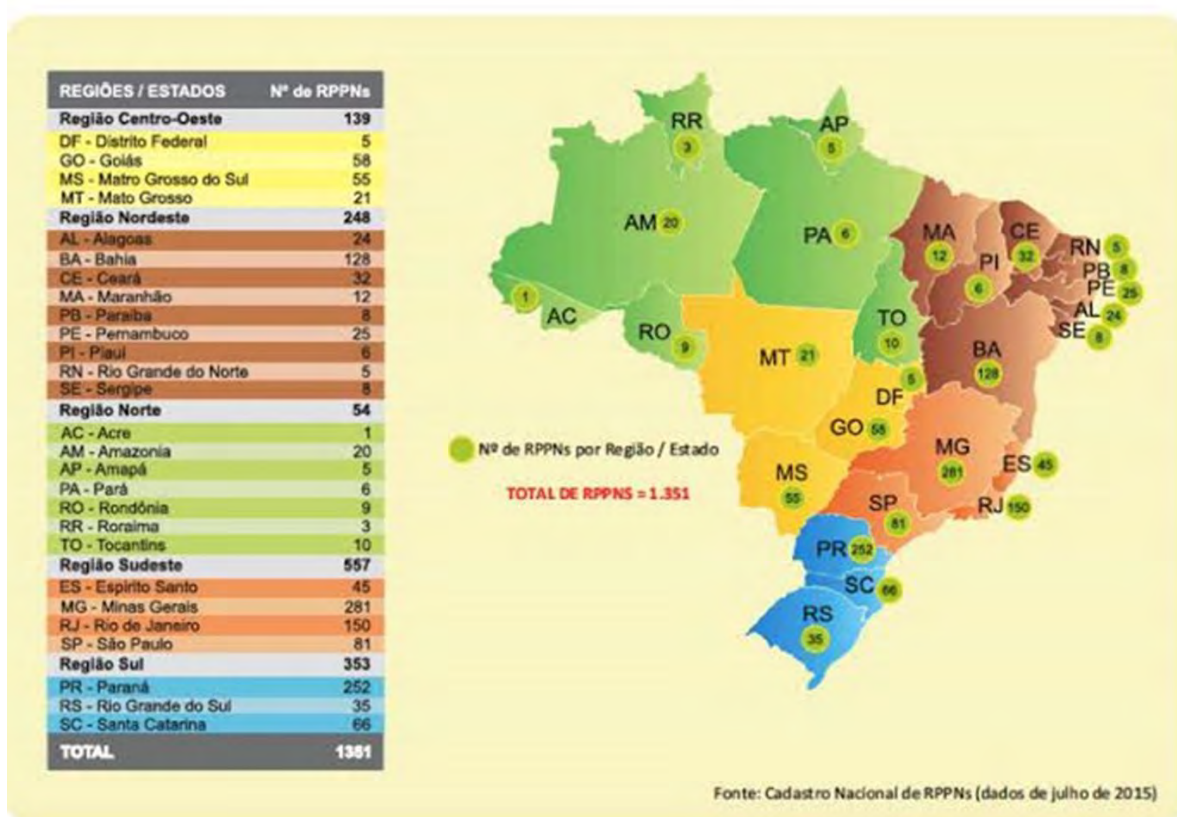 REGIÕES / ESTADOS Nº de RPPNs
Região Centro-Oeste 139
DF - Distrito Federal 5
GO - Goiás 58
MS - Matro Grosso do Sul 55
MT - Mato Grosso 21
Região Nordeste 248
AL - Alagoas 24
BA - Bahia 128
CE - Ceará 32
MA - Maranhão 12
PB - Paraíba 8
PE - Pernambuco 25
PI - Piauí 6
RN - Rio Grande do Norte 5
SE - Sergipe 8
Região Norte 54
AC - Acre 1
AM - Amazonia 20
AP - Amapá 5
PA - Pará 6
RO - Rondônia 9
RR - Roraima 3
TO - Tocantins 10
Região Sudeste 557
ES - Espirito Santo 45
MG - Minas Gerais 281
RJ - Rio de Janeiro 150
SP - São Paulo 81
Região Sul 353
PR - Paraná 252
RS - Rio Grande do Sul 35
SC - Santa Catarina 66
TOTAL 1351
RR
3
AP
5
AM 20
PA 6
MA
12
PI
6
CE
32
RN 5
PB 8
PE 25
AL 24
SE 8
1
AC
RO
9
TO
10
MT 21
BA
128
5
DF
GO 58
MG
281
ES 45
MS
55
SP
81
RJ 150
PR 252
SC 66
RS
35
Nº de RPPNs por Região / Estado
TOTAL DE RPPNS = 1.351
Fonte: Cadastro Nacional de RPPNs (dados de julho de 2015)